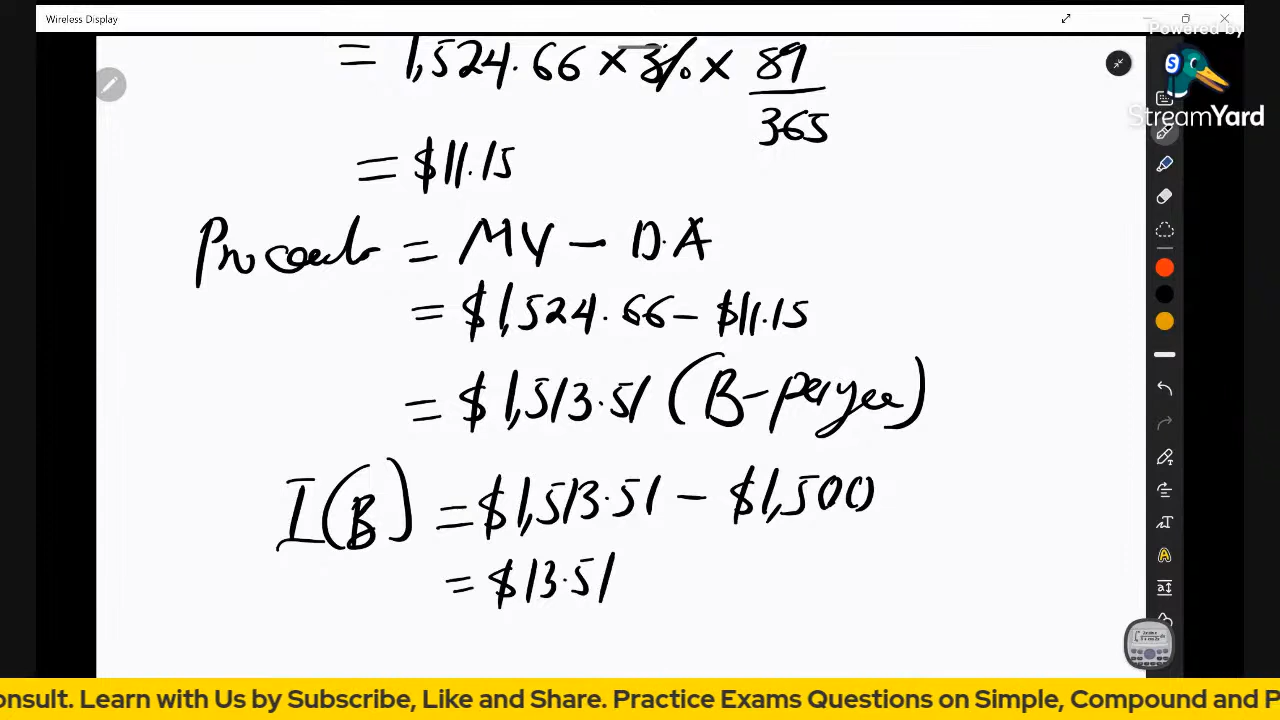 Wireless Display
Powered by
StreamYard
= 1,524.66 × 3% × 89/365
= $11.15
Proceeds = MV – D.A
= $1,524.66 – $11.15
= $1,513.51 (B-payee)
I(B) = $1,513.51 – $1,500
= $13.51
onsult. Learn with Us by Subscribe, Like and Share. Practice Exams Questions on Simple, Compound and P